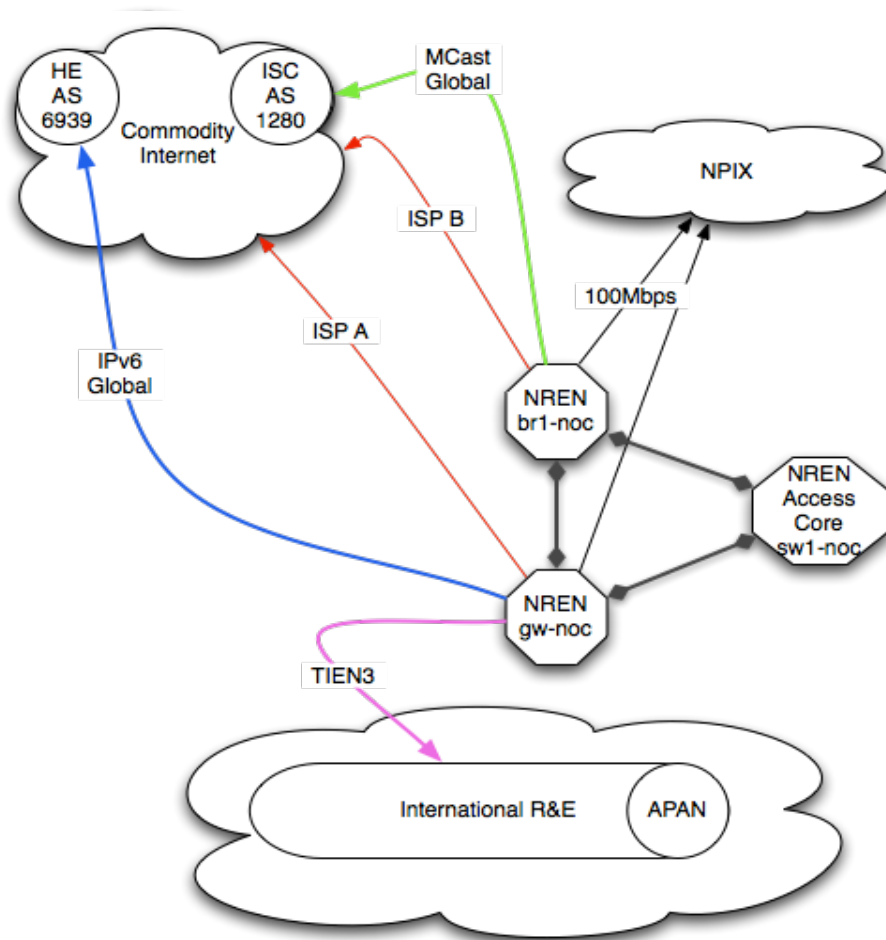 HE
AS
6939
ISC
AS
1280
Commodity
Internet
MCast
Global
NPIX
ISP B
100Mbps
ISP A
IPv6
Global
NREN
br1-noc
NREN
Access
Core
sw1-noc
NREN
gw-noc
TIEN3
International R&E
APAN